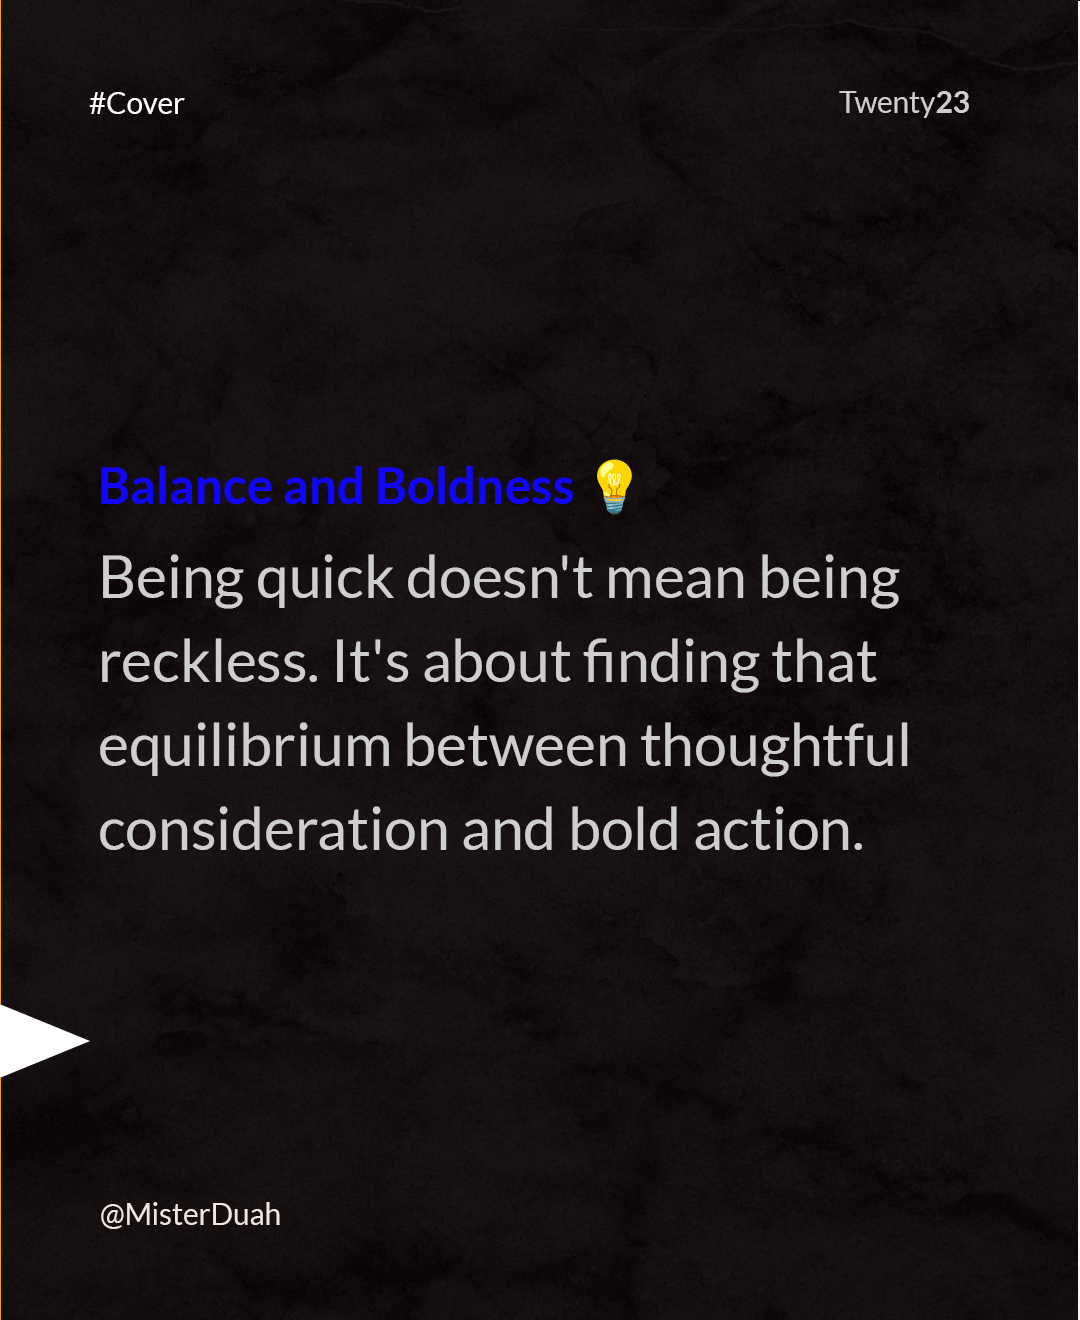 #Cover
Twenty23
Balance and Boldness 💡
Being quick doesn't mean being
reckless. It's about finding that
equilibrium between thoughtful
consideration and bold action.
@MisterDuah